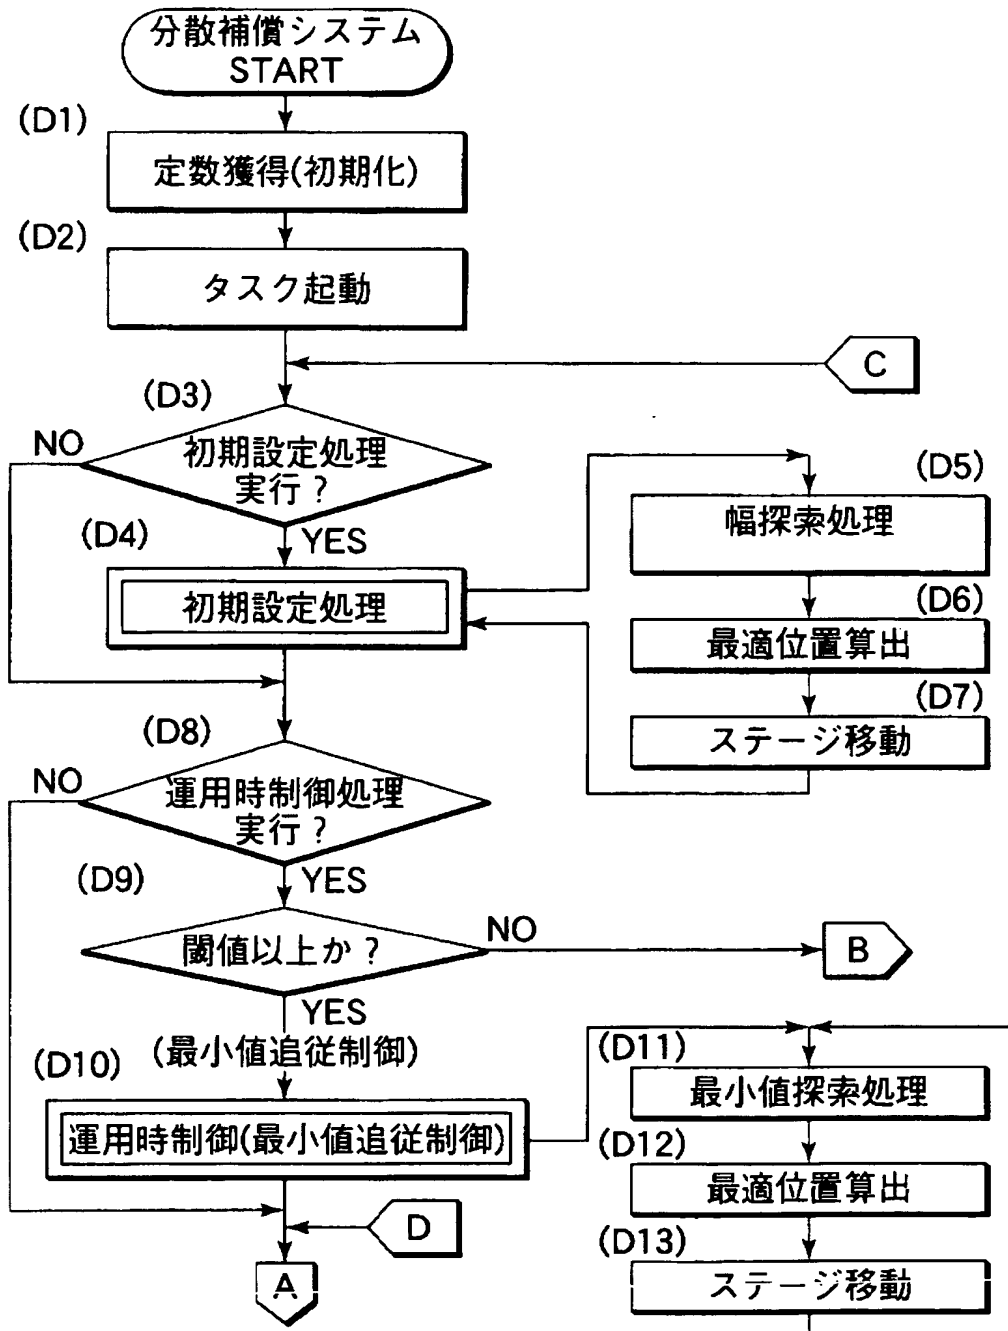 分散補償システム
START
(D1)
定数獲得(初期化)
(D2)
タスク起動
C
(D3)
NO
初期設定処理
実行？
YES
(D4)
初期設定処理
(D5)
幅探索処理
(D6)
最適位置算出
(D7)
ステージ移動
(D8)
NO
運用時制御処理
実行？
YES
(D9)
閾値以上か？
NO
B
YES
(最小値追従制御)
(D10)
運用時制御(最小値追従制御)
(D11)
最小値探索処理
(D12)
最適位置算出
(D13)
ステージ移動
D
A